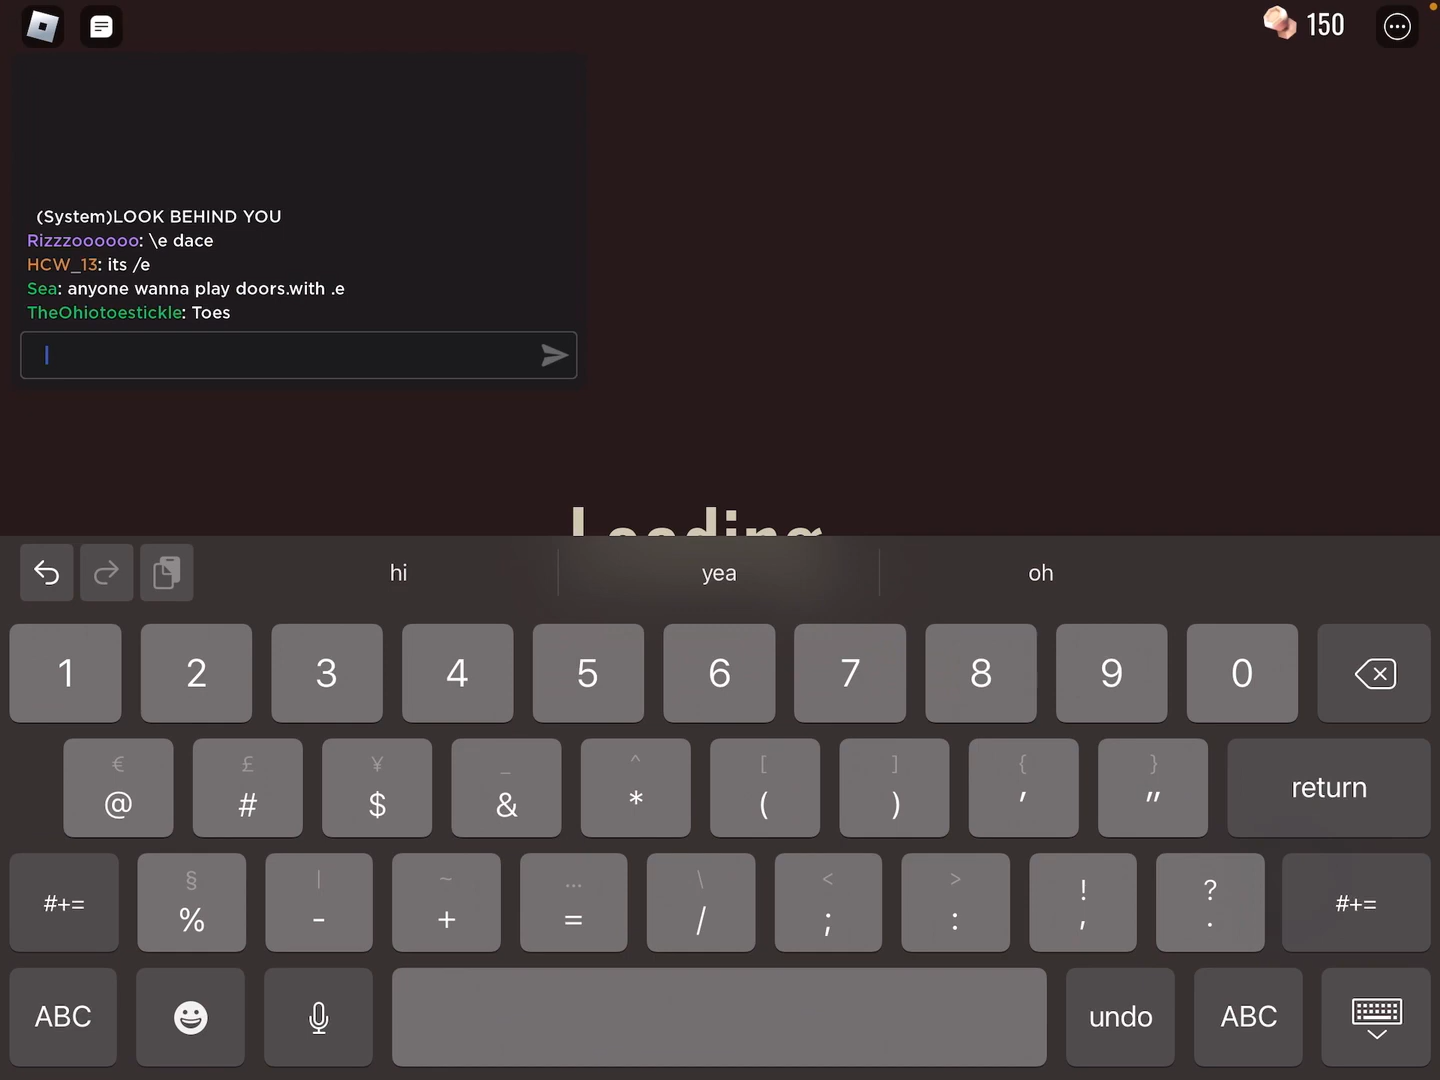 150
(System)LOOK BEHIND YOU
Rizzzoooooo: \e dace
HCW_13: its /e
Sea: anyone wanna play doors.with .e
TheOhiotoestickle: Toes
Loading
hi yea oh
1 2 3 4 5 6 7 8 9 0
€ £ ¥ _ ^ [ ] { }
@ # $ & * ( ) ' " return
§ | ~ … \ < > ! ?
#+= % - + = / ; : , . #+=
ABC undo ABC